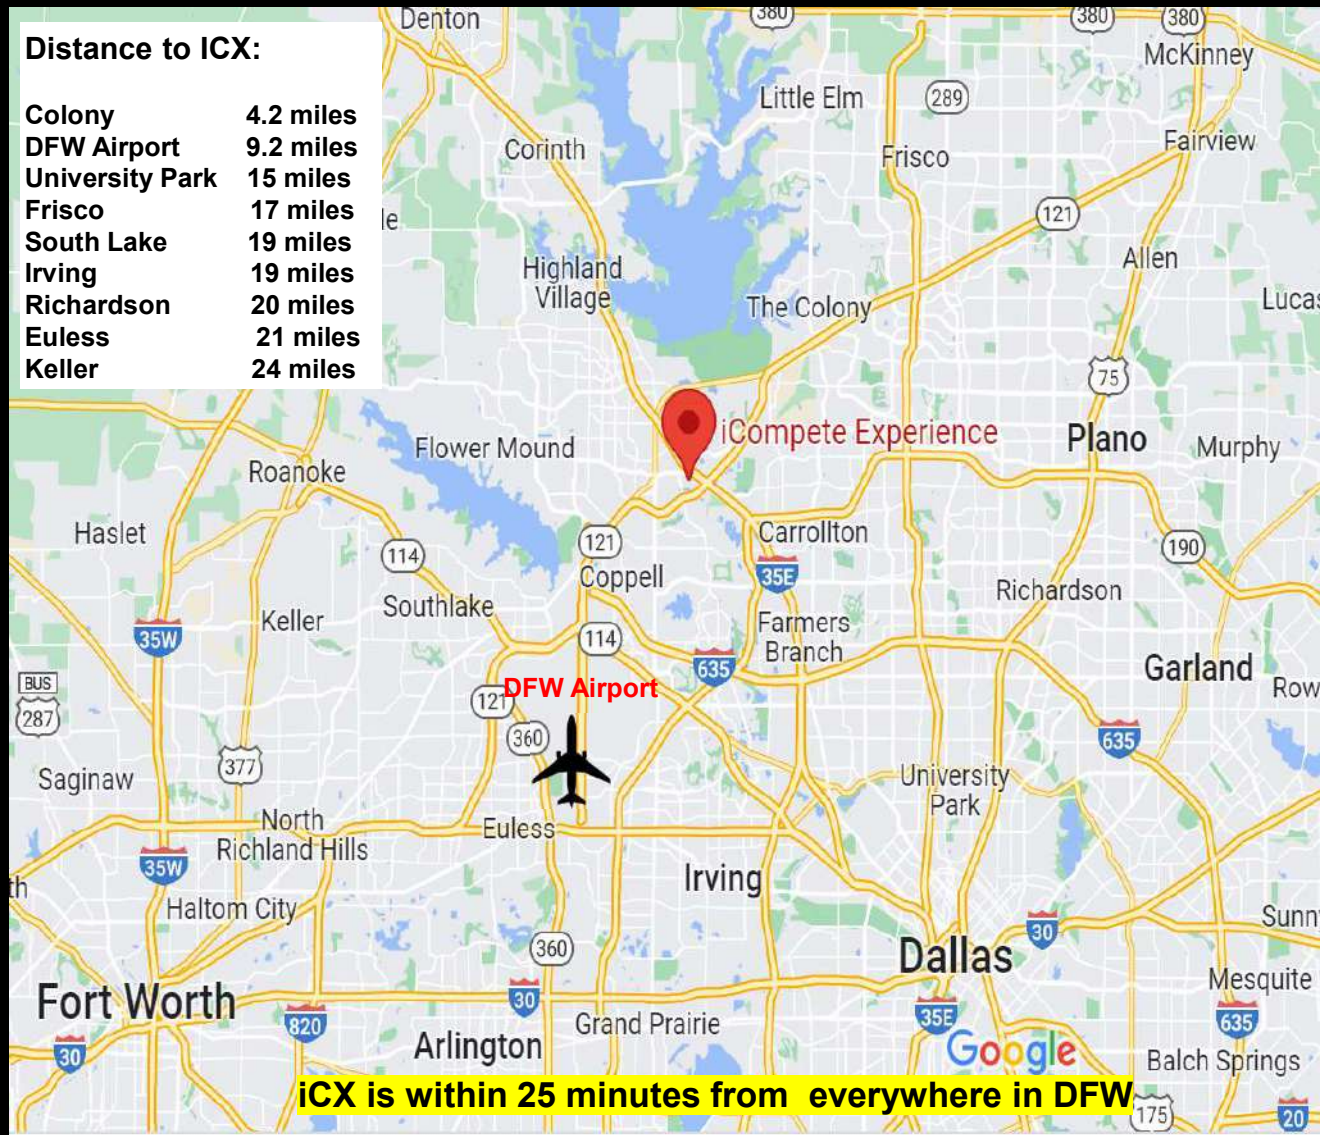 Distance to ICX:
Colony 4.2 miles
DFW Airport 9.2 miles
University Park 15 miles
Frisco 17 miles
South Lake 19 miles
Irving 19 miles
Richardson 20 miles
Euless 21 miles
Keller 24 miles
Denton
380
380
380
McKinney
Little Elm
289
Corinth
Frisco
Fairview
le
121
Highland
Village
Allen
The Colony
Lucas
75
iCompete Experience
Plano
Flower Mound
Murphy
Roanoke
Haslet
Carrollton
121
114
190
35E
Coppell
Richardson
Southlake
Keller
Farmers
Branch
35W
114
635
Garland
BUS
287
DFW Airport
Row
121
360
635
377
Saginaw
University
Park
North
Richland Hills
Euless
35W
Irving
th
Haltom City
Sunny
30
360
Dallas
Mesquite
Fort Worth
30
820
Grand Prairie
35E
635
Arlington
30
Google
Balch Springs
iCX is within 25 minutes from everywhere in DFW
175
20